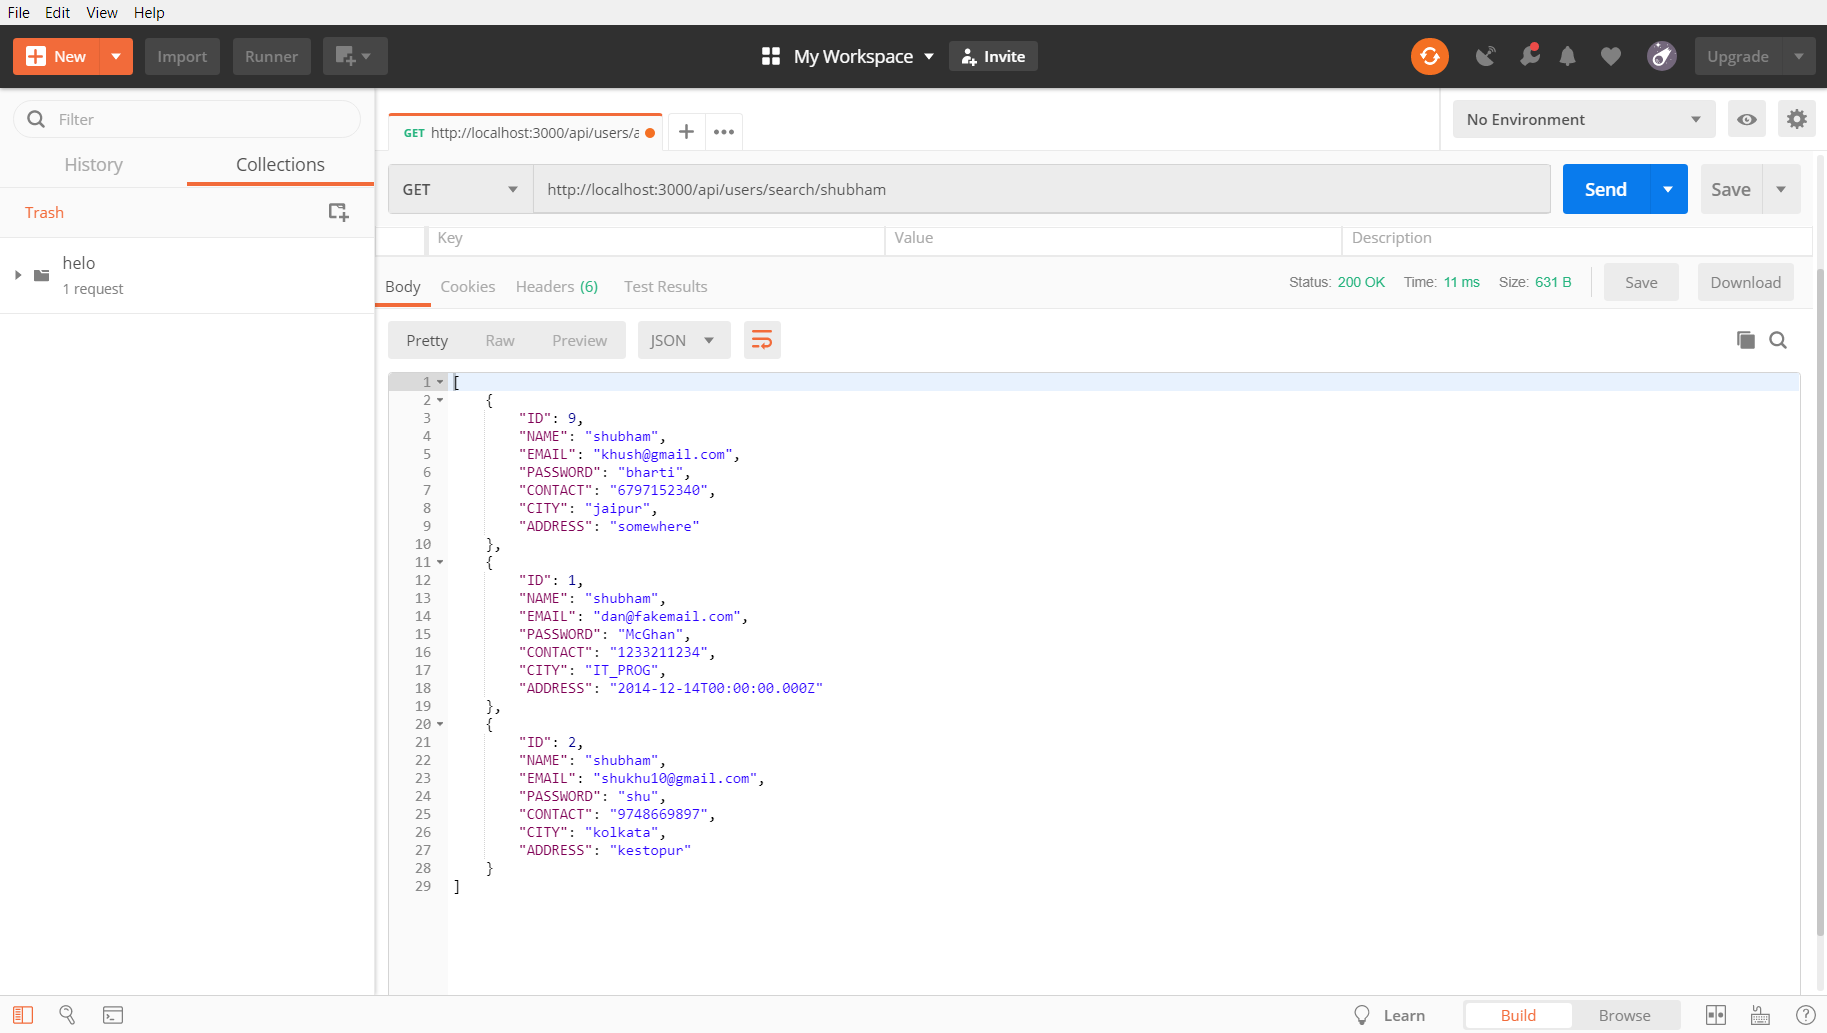 File Edit View Help
New Import Runner My Workspace Invite Upgrade
Filter
History Collections
Trash
helo
1 request
GET http://localhost:3000/api/users/a
No Environment
GET http://localhost:3000/api/users/search/shubham Send Save
Key Value Description
Body Cookies Headers (6) Test Results Status: 200 OK Time: 11 ms Size: 631 B Save Download
Pretty Raw Preview JSON
1 [
2 {
3 "ID": 9,
4 "NAME": "shubham",
5 "EMAIL": "khush@gmail.com",
6 "PASSWORD": "bharti",
7 "CONTACT": "6797152340",
8 "CITY": "jaipur",
9 "ADDRESS": "somewhere"
10 },
11 {
12 "ID": 1,
13 "NAME": "shubham",
14 "EMAIL": "dan@fakemail.com",
15 "PASSWORD": "McGhan",
16 "CONTACT": "1233211234",
17 "CITY": "IT_PROG",
18 "ADDRESS": "2014-12-14T00:00:00.000Z"
19 },
20 {
21 "ID": 2,
22 "NAME": "shubham",
23 "EMAIL": "shukhu10@gmail.com",
24 "PASSWORD": "shu",
25 "CONTACT": "9748669897",
26 "CITY": "kolkata",
27 "ADDRESS": "kestopur"
28 }
29 ]
Learn Build Browse